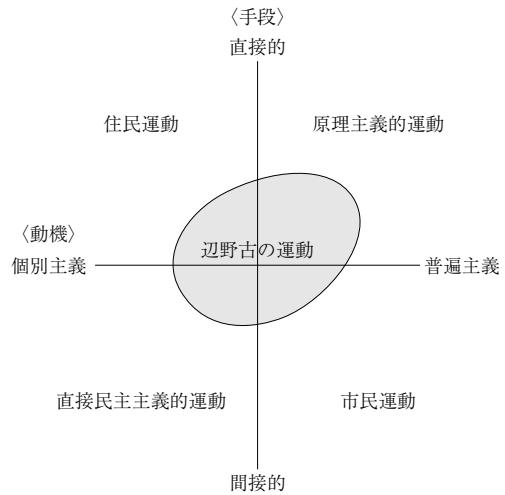 〈手段〉
直接的
住民運動
原理主義的運動
〈動機〉
辺野古の運動
個別主義
普遍主義
直接民主主義的運動
市民運動
間接的